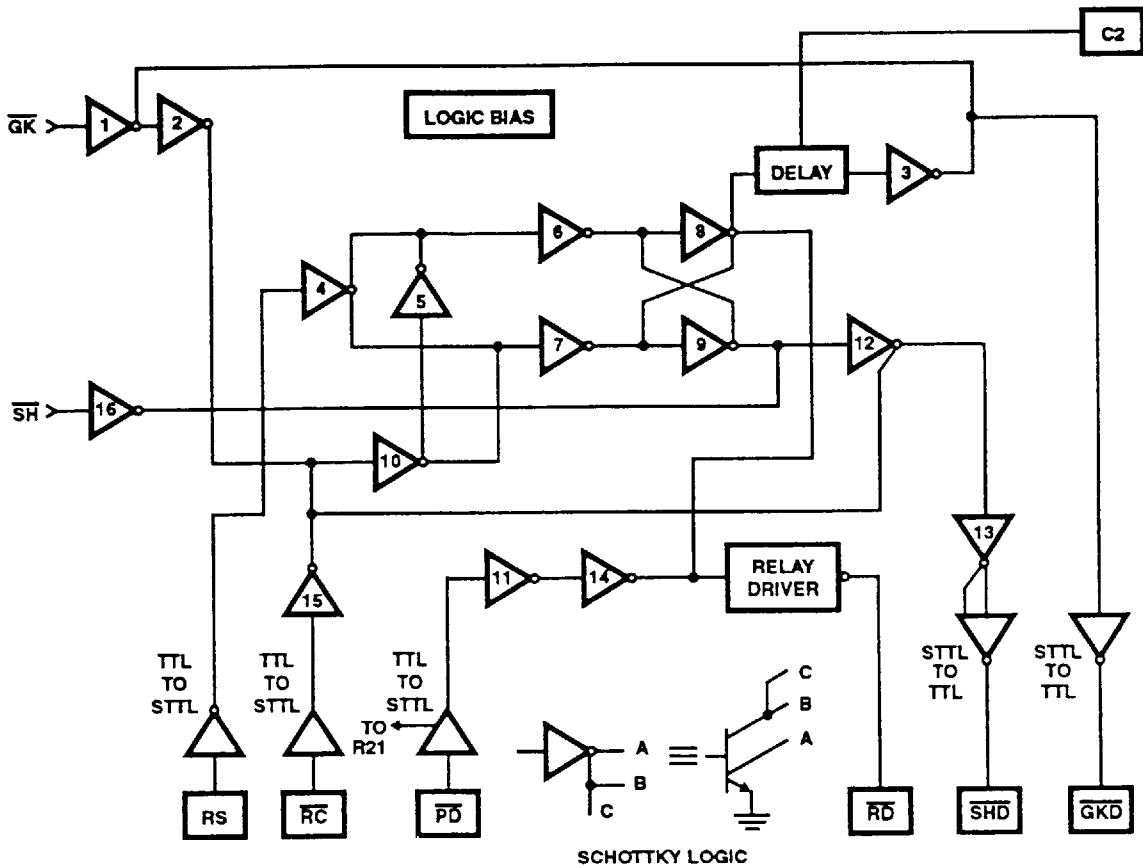 C2
GK
1
2
LOGIC BIAS
DELAY
3
4
5
6
8
7
9
12
SH
16
10
13
11
14
RELAY
DRIVER
15
TTL
TO
STTL
TTL
TO
STTL
TTL
TO
STTL
TO
R21
STTL
TO
TTL
STTL
TO
TTL
C
B
A
A
B
C
RS
RC
PD
RD
SHD
GKD
SCHOTTKY LOGIC